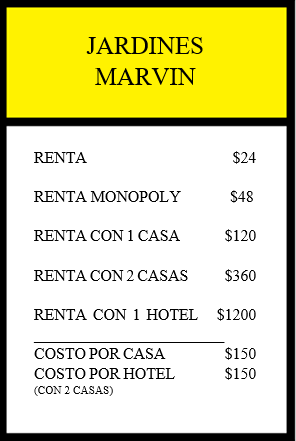 JARDINES
MARVIN
RENTA $24
RENTA MONOPOLY $48
RENTA CON 1 CASA $120
RENTA CON 2 CASAS $360
RENTA CON 1 HOTEL $1200
COSTO POR CASA $150
COSTO POR HOTEL $150
(CON 2 CASAS)